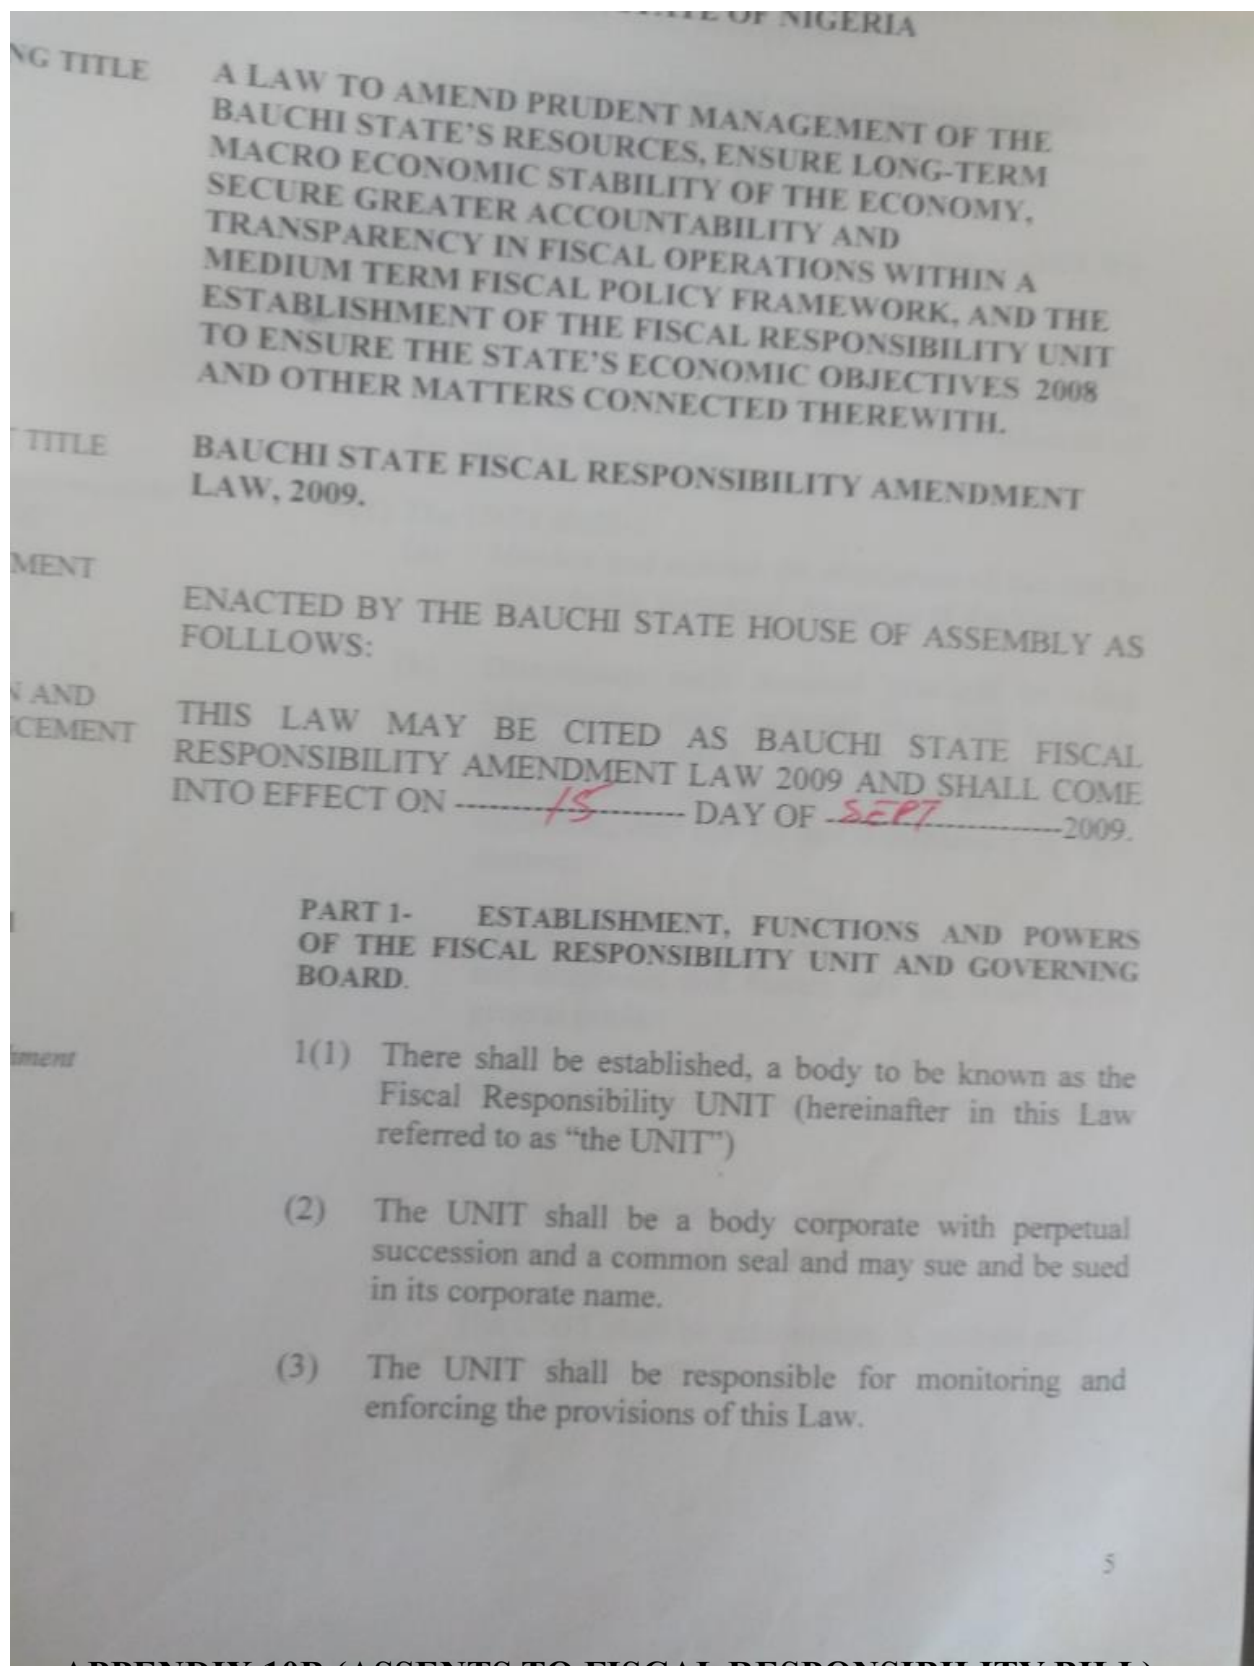 OF NIGERIA
NG TITLE
A LAW TO AMEND PRUDENT MANAGEMENT OF THE
BAUCHI STATE'S RESOURCES, ENSURE LONG-TERM
MACRO ECONOMIC STABILITY OF THE ECONOMY,
SECURE GREATER ACCOUNTABILITY AND
TRANSPARENCY IN FISCAL OPERATIONS WITHIN A
MEDIUM TERM FISCAL POLICY FRAMEWORK, AND THE
ESTABLISHMENT OF THE FISCAL RESPONSIBILITY UNIT
TO ENSURE THE STATE'S ECONOMIC OBJECTIVES 2008
AND OTHER MATTERS CONNECTED THEREWITH.
TITLE
BAUCHI STATE FISCAL RESPONSIBILITY AMENDMENT
LAW, 2009.
MENT
ENACTED BY THE BAUCHI STATE HOUSE OF ASSEMBLY AS
FOLLLOWS:
N AND
CEMENT
THIS LAW MAY BE CITED AS BAUCHI STATE FISCAL
RESPONSIBILITY AMENDMENT LAW 2009 AND SHALL COME
INTO EFFECT ON ------------15---------- DAY OF --SEPT---------------2009.
PART 1- ESTABLISHMENT, FUNCTIONS AND POWERS
OF THE FISCAL RESPONSIBILITY UNIT AND GOVERNING
BOARD.
hment
1(1) There shall be established, a body to be known as the
Fiscal Responsibility UNIT (hereinafter in this Law
referred to as “the UNIT”)
(2) The UNIT shall be a body corporate with perpetual
succession and a common seal and may sue and be sued
in its corporate name.
(3) The UNIT shall be responsible for monitoring and
enforcing the provisions of this Law.
5
APPENDIX 10B (ASSENTS TO FISCAL RESPONSIBILITY BILL)